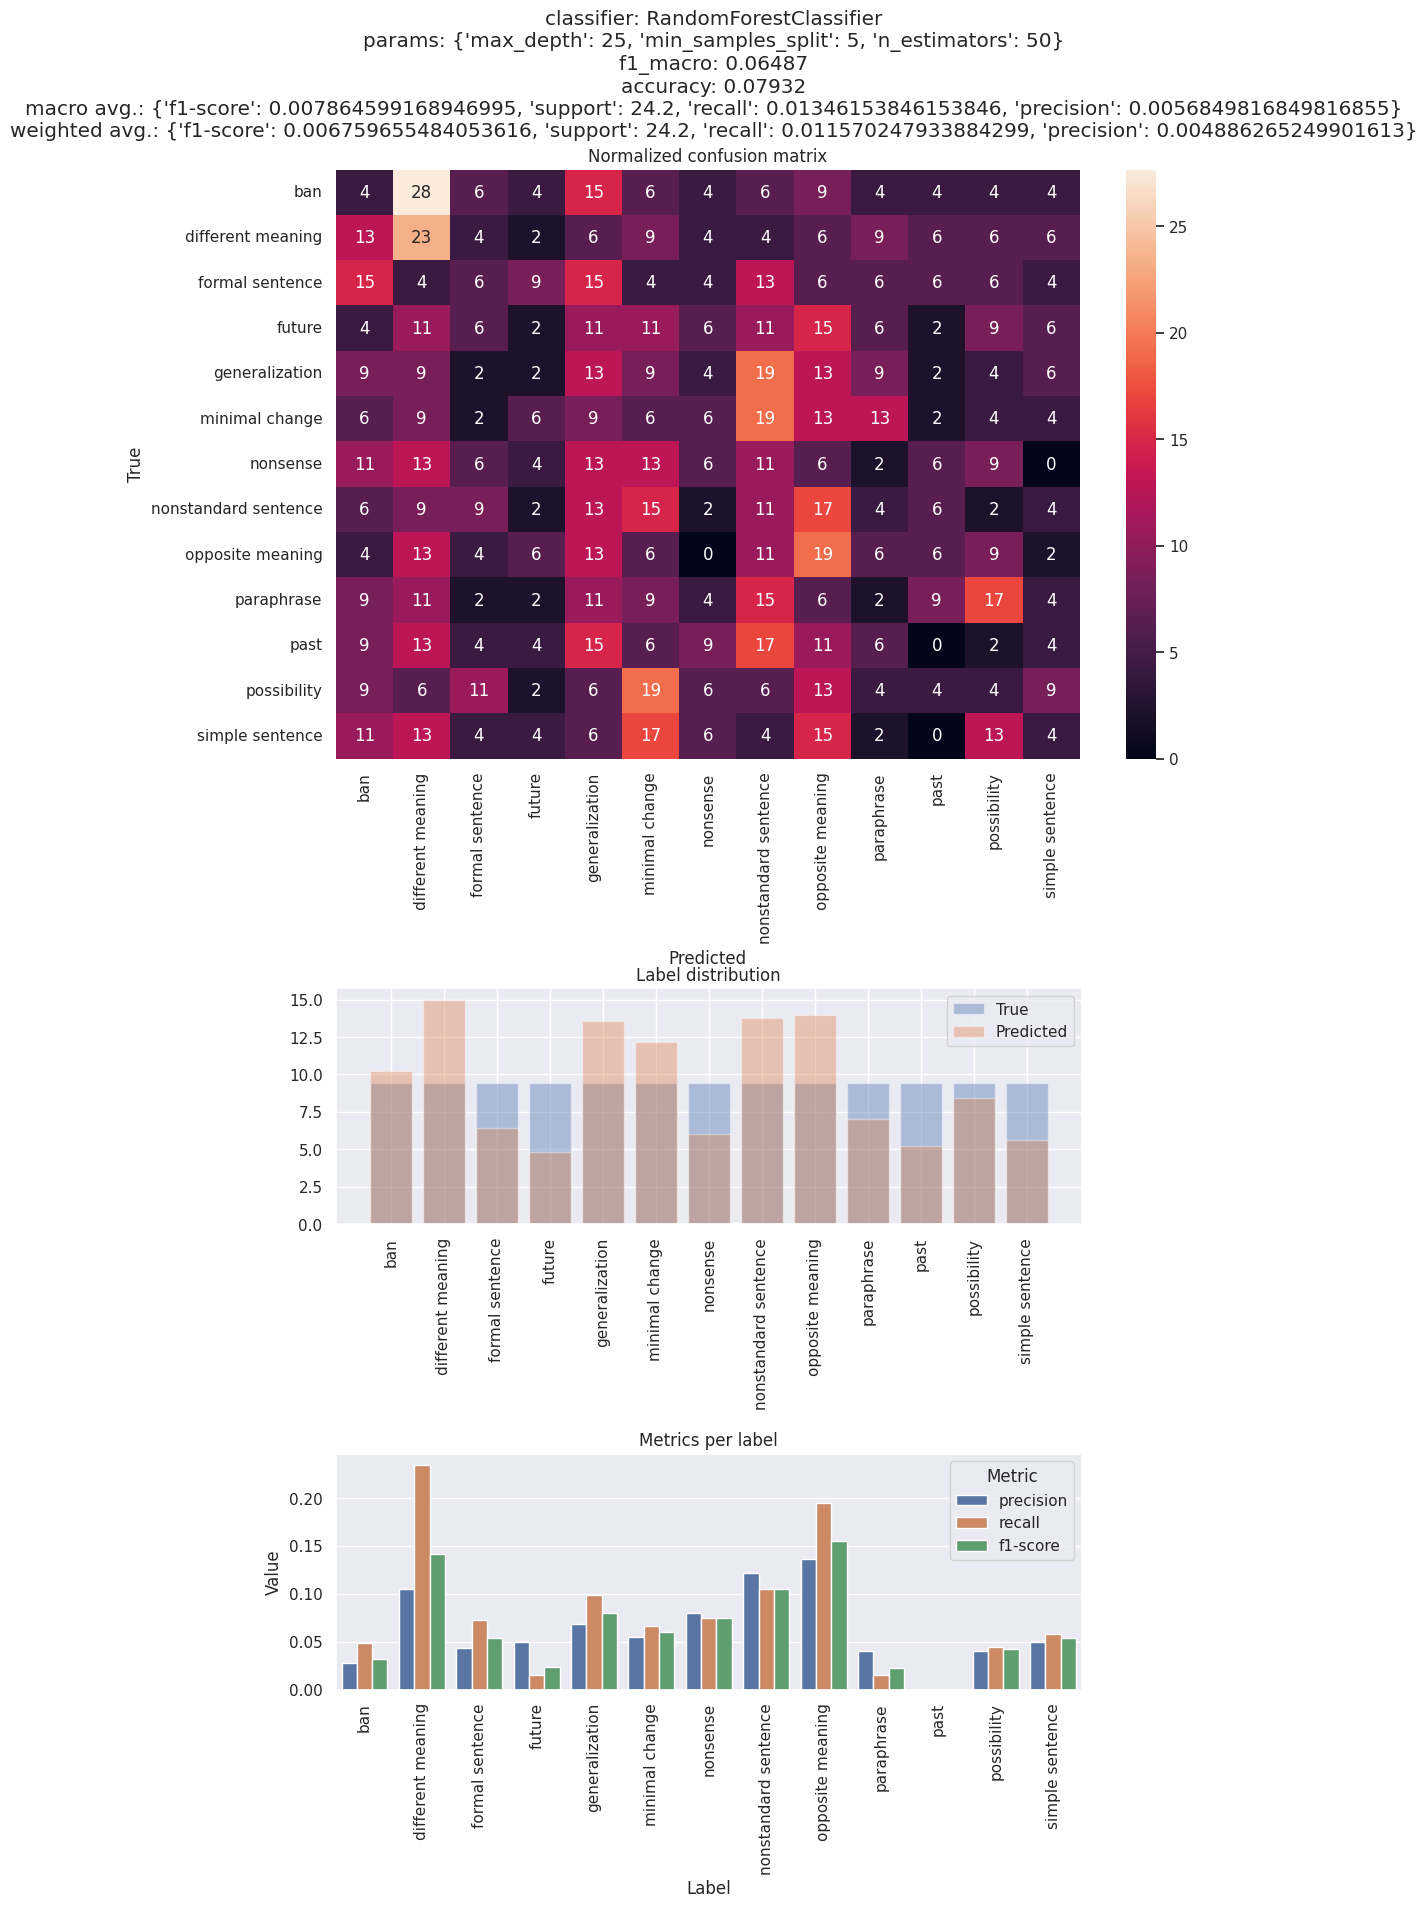 classifier: RandomForestClassifier
params: {'max_depth': 25, 'min_samples_split': 5, 'n_estimators': 50}
f1_macro: 0.06487
accuracy: 0.07932
macro avg.: {'f1-score': 0.007864599168946995, 'support': 24.2, 'recall': 0.01346153846153846, 'precision': 0.0056849816849816855}
weighted avg.: {'f1-score': 0.006759655484053616, 'support': 24.2, 'recall': 0.011570247933884299, 'precision': 0.004886265249901613}
Normalized confusion matrix
True
ban 4 28 6 4 15 6 4 6 9 4 4 4 4
different meaning 13 23 4 2 6 9 4 4 6 9 6 6 6
formal sentence 15 4 6 9 15 4 4 13 6 6 6 6 4
future 4 11 6 2 11 11 6 11 15 6 2 9 6
generalization 9 9 2 2 13 9 4 19 13 9 2 4 6
minimal change 6 9 2 6 9 6 6 19 13 13 2 4 4
nonsense 11 13 6 4 13 13 6 11 6 2 6 9 0
nonstandard sentence 6 9 9 2 13 15 2 11 17 4 6 2 4
opposite meaning 4 13 4 6 13 6 0 11 19 6 6 9 2
paraphrase 9 11 2 2 11 9 4 15 6 2 9 17 4
past 9 13 4 4 15 6 9 17 11 6 0 2 4
possibility 9 6 11 2 6 19 6 6 13 4 4 4 9
simple sentence 11 13 4 4 6 17 6 4 15 2 0 13 4
ban
different meaning
formal sentence
future
generalization
minimal change
nonsense
nonstandard sentence
opposite meaning
paraphrase
past
possibility
simple sentence
Predicted
25
20
15
10
5
0
Label distribution
15.0
12.5
10.0
7.5
5.0
2.5
0.0
True
Predicted
ban
different meaning
formal sentence
future
generalization
minimal change
nonsense
nonstandard sentence
opposite meaning
paraphrase
past
possibility
simple sentence
Metrics per label
Value
0.20
0.15
0.10
0.05
0.00
Metric
precision
recall
f1-score
ban
different meaning
formal sentence
future
generalization
minimal change
nonsense
nonstandard sentence
opposite meaning
paraphrase
past
possibility
simple sentence
Label